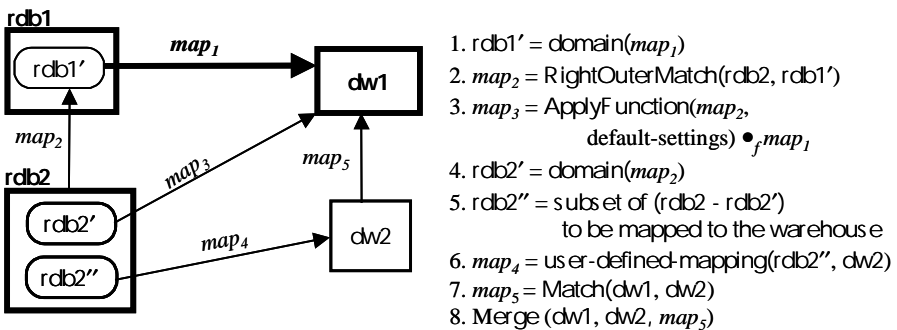 rdb1
rdb1′
map₁
dw1
map₂
map₃
map₅
rdb2
rdb2′
map₄
dw2
rdb2″
1. rdb1′ = domain(map₁)
2. map₂ = RightOuterMatch(rdb2, rdb1′)
3. map₃ = ApplyFunction(map₂,
default-settings) •f map₁
4. rdb2′ = domain(map₂)
5. rdb2″ = subset of (rdb2 - rdb2′)
to be mapped to the warehouse
6. map₄ = user-defined-mapping(rdb2″, dw2)
7. map₅ = Match(dw1, dw2)
8. Merge (dw1, dw2, map₅)